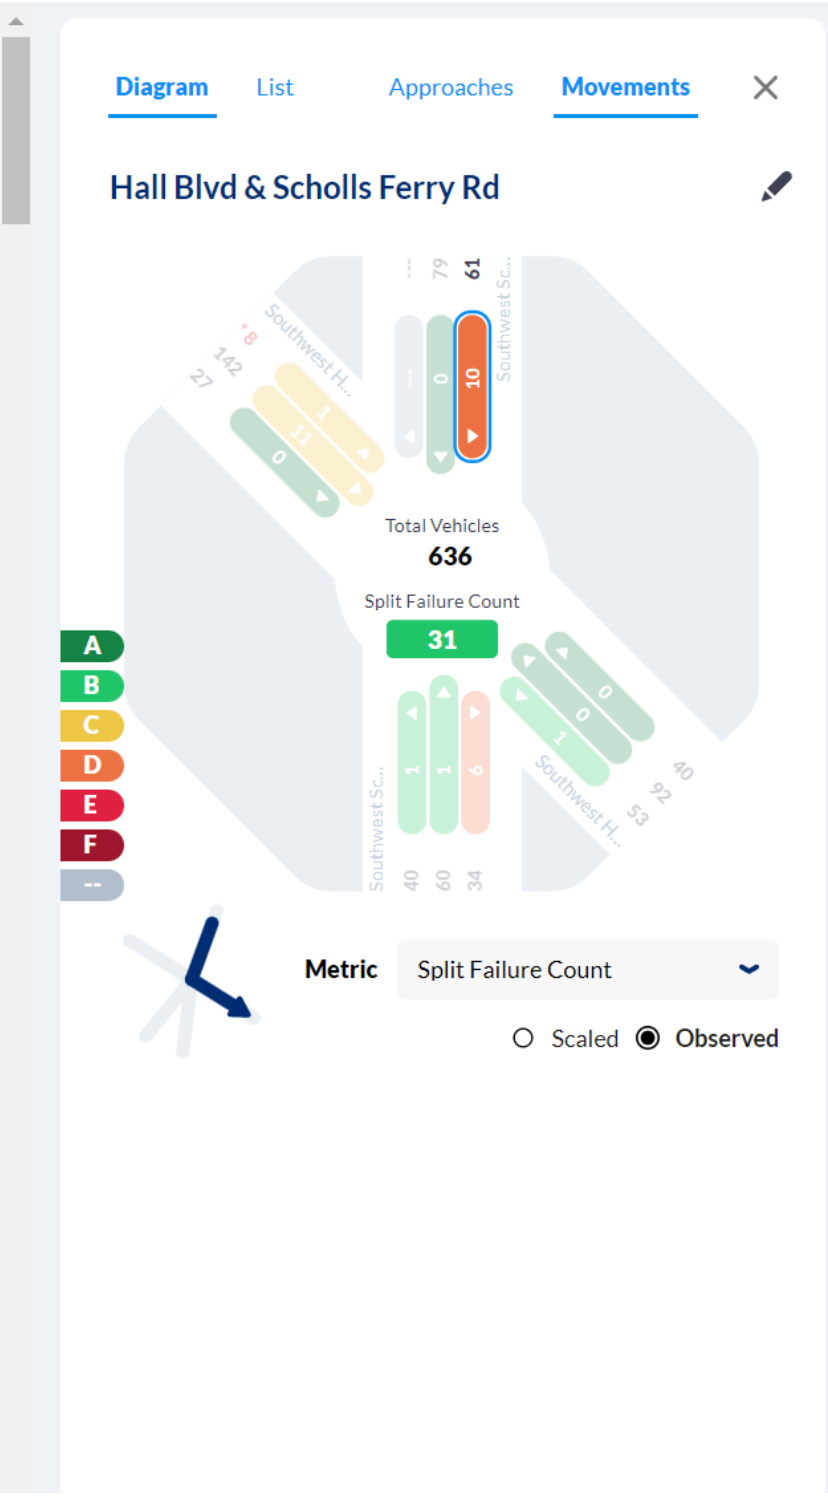 Diagram List Approaches Movements
Hall Blvd & Scholls Ferry Rd
--- 79 61
Southwest Sc...
--- 0 10
Southwest H...
*8
142
27
1
11
0
Total Vehicles
636
Split Failure Count
31
A
B
C
D
E
F
--
1 1 6
Southwest Sc...
40 60 34
0
0
1
Southwest H...
40
92
53
Metric Split Failure Count
Scaled Observed